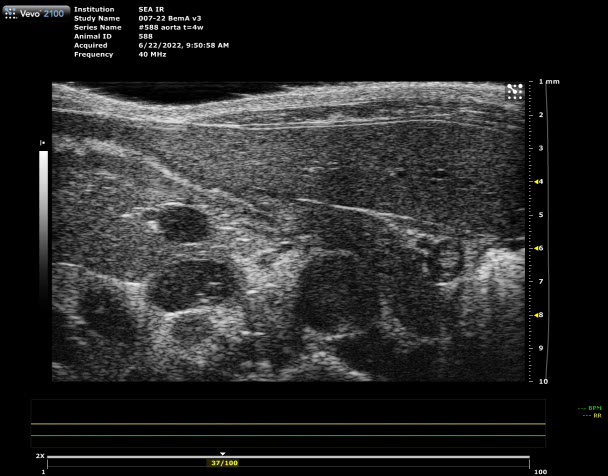 Vevo 2100
Institution SEA IR
Study Name 007-22 BemA v3
Series Name #588 aorta t=4w
Animal ID 588
Acquired 6/22/2022, 9:50:58 AM
Frequency 40 MHz
1 mm
2
3
4
5
6
7
8
9
10
--- BPM
--- RR
2X
37/100
1
100